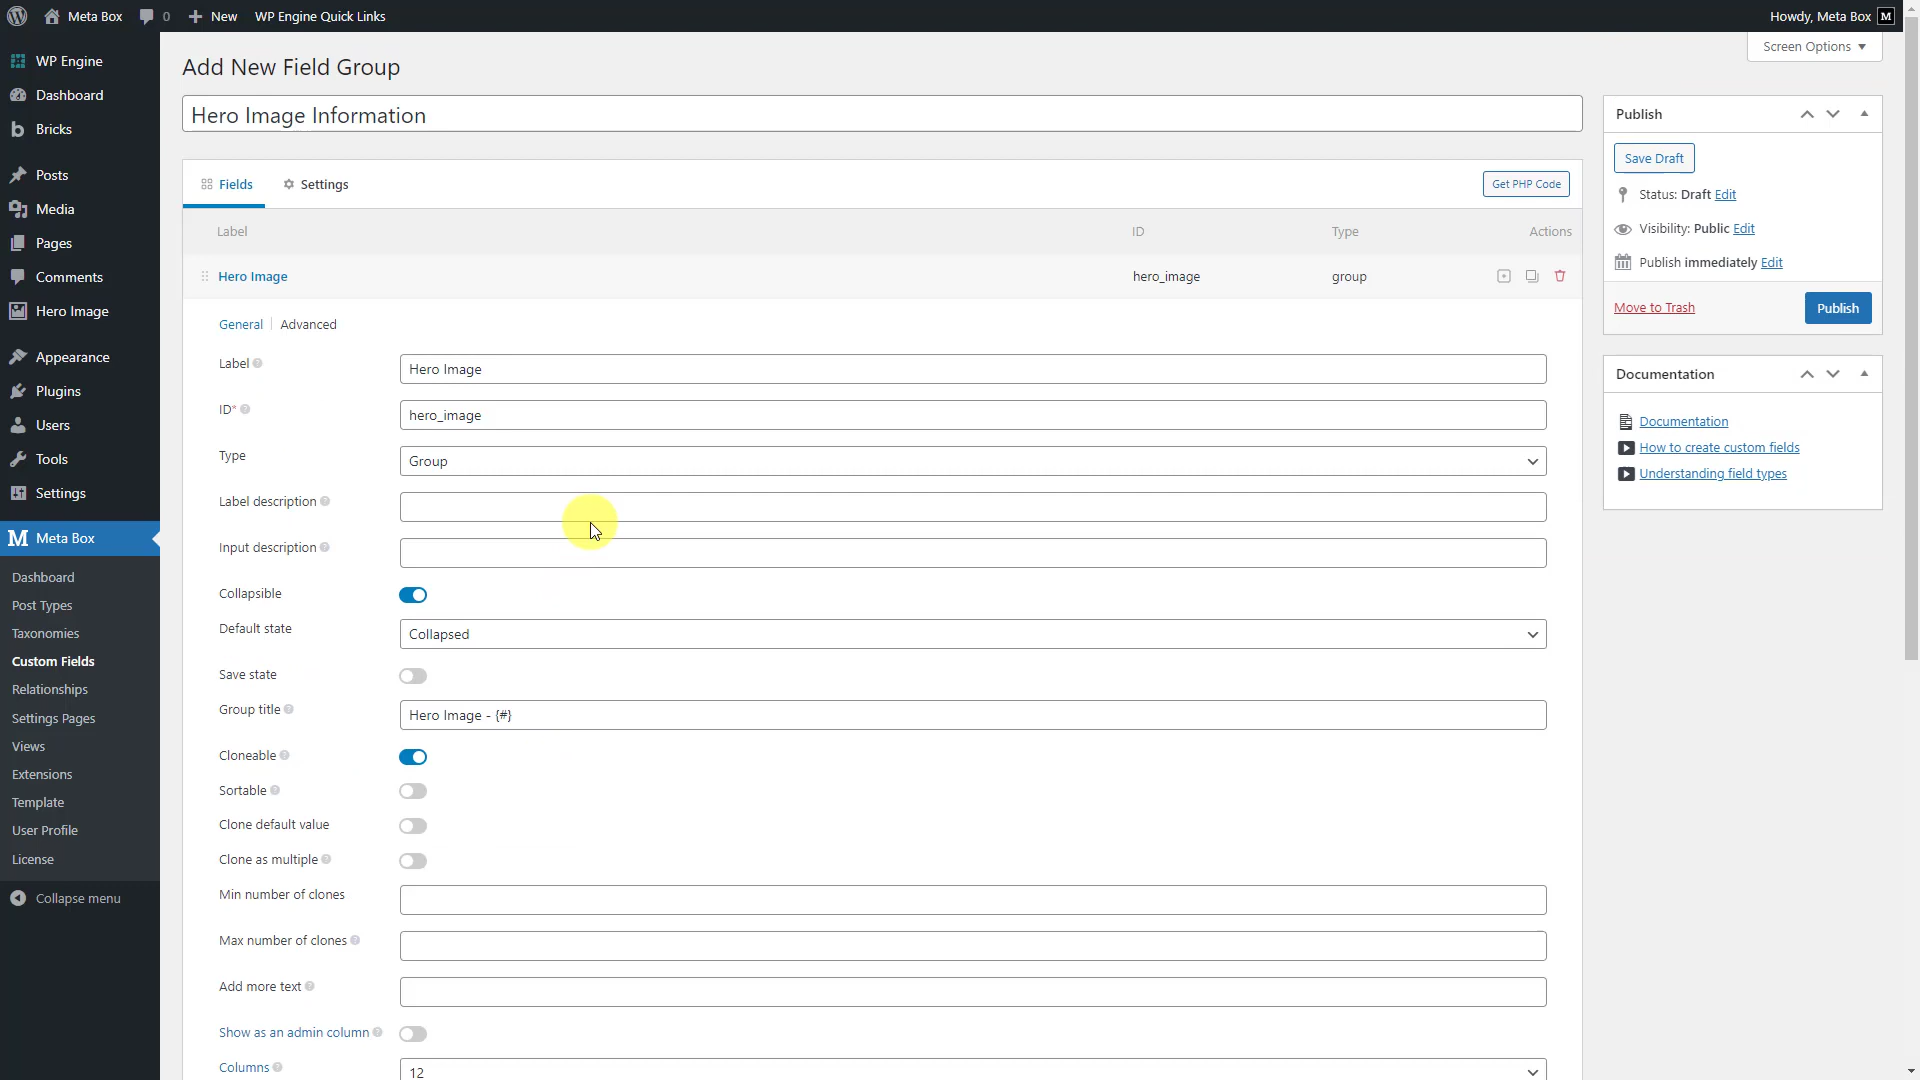 Meta Box
0
New
WP Engine Quick Links
Howdy, Meta Box
M
Screen Options
WP Engine
Dashboard
Bricks
Posts
Media
Pages
Comments
Hero Image
Appearance
Plugins
Users
Tools
Settings
Meta Box
Dashboard
Post Types
Taxonomies
Custom Fields
Relationships
Settings Pages
Views
Extensions
Template
User Profile
License
Collapse menu
Add New Field Group
Hero Image Information
Fields
Settings
Get PHP Code
Label
ID
Type
Actions
Hero Image
hero_image
group
General
Advanced
Label
Hero Image
ID*
hero_image
Type
Group
Label description
Input description
Collapsible
Default state
Collapsed
Save state
Group title
Hero Image - {#}
Cloneable
Sortable
Clone default value
Clone as multiple
Min number of clones
Max number of clones
Add more text
Show as an admin column
Columns
12
Publish
Save Draft
Status: Draft Edit
Visibility: Public Edit
Publish immediately Edit
Move to Trash
Publish
Documentation
Documentation
How to create custom fields
Understanding field types